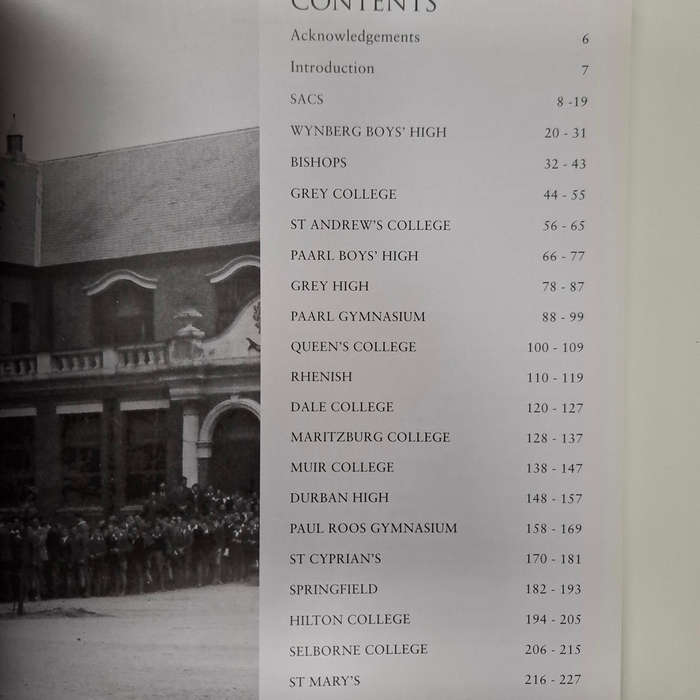 CONTENTS
Acknowledgements 6
Introduction 7
SACS 8 -19
WYNBERG BOYS' HIGH 20 - 31
BISHOPS 32 - 43
GREY COLLEGE 44 - 55
ST ANDREW'S COLLEGE 56 - 65
PAARL BOYS' HIGH 66 - 77
GREY HIGH 78 - 87
PAARL GYMNASIUM 88 - 99
QUEEN'S COLLEGE 100 - 109
RHENISH 110 - 119
DALE COLLEGE 120 - 127
MARITZBURG COLLEGE 128 - 137
MUIR COLLEGE 138 - 147
DURBAN HIGH 148 - 157
PAUL ROOS GYMNASIUM 158 - 169
ST CYPRIAN'S 170 - 181
SPRINGFIELD 182 - 193
HILTON COLLEGE 194 - 205
SELBORNE COLLEGE 206 - 215
ST MARY'S 216 - 227